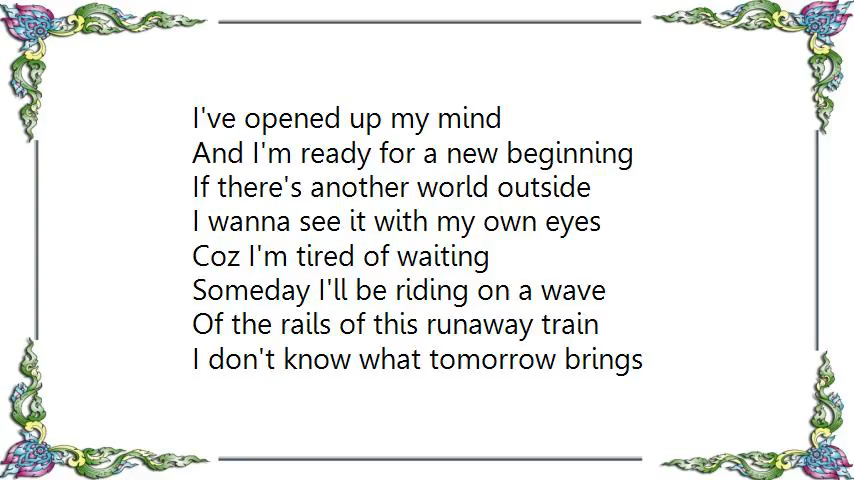 I've opened up my mind
And I'm ready for a new beginning
If there's another world outside
I wanna see it with my own eyes
Coz I'm tired of waiting
Someday I'll be riding on a wave
Of the rails of this runaway train
I don't know what tomorrow brings